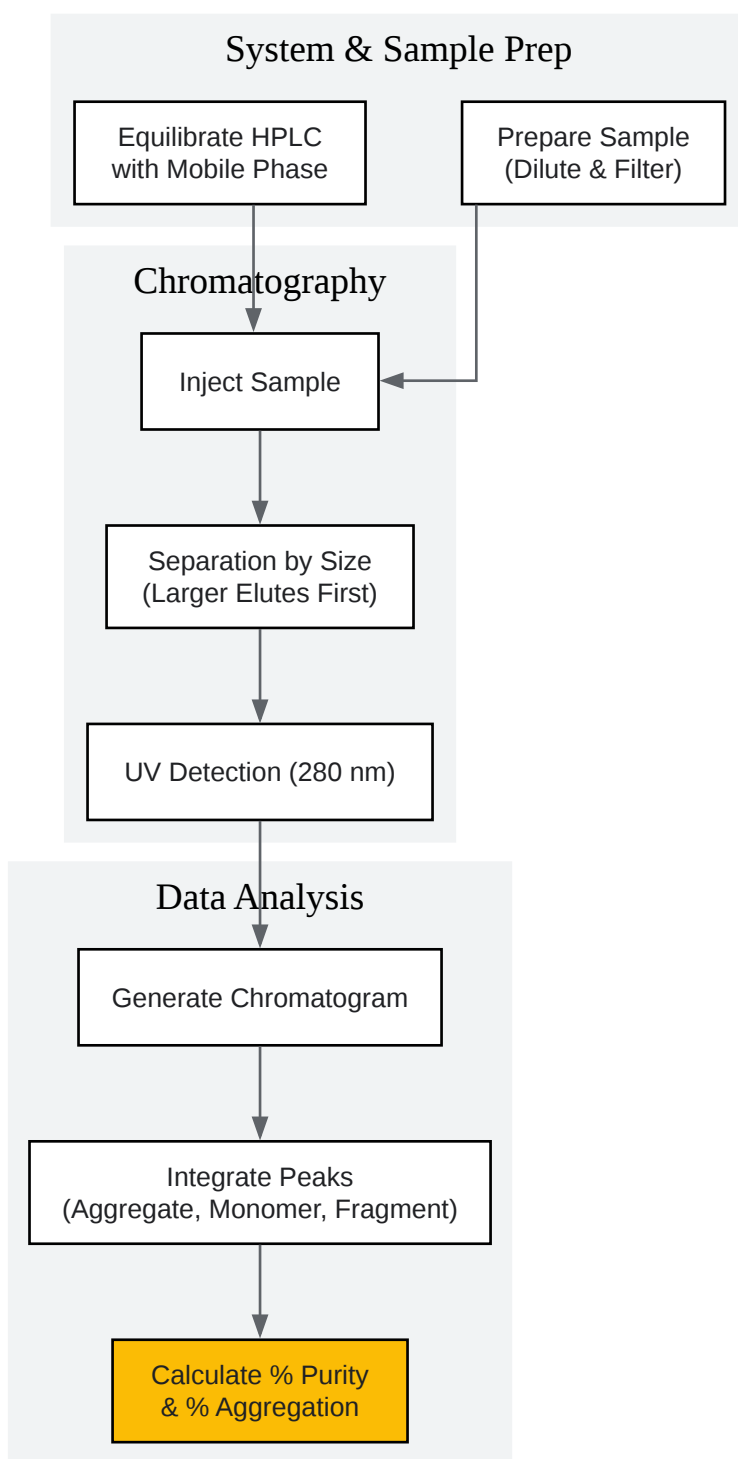 System & Sample Prep
Equilibrate HPLC
with Mobile Phase
Prepare Sample
(Dilute & Filter)
Chromatography
Inject Sample
Separation by Size
(Larger Elutes First)
UV Detection (280 nm)
Data Analysis
Generate Chromatogram
Integrate Peaks
(Aggregate, Monomer, Fragment)
Calculate % Purity
& % Aggregation